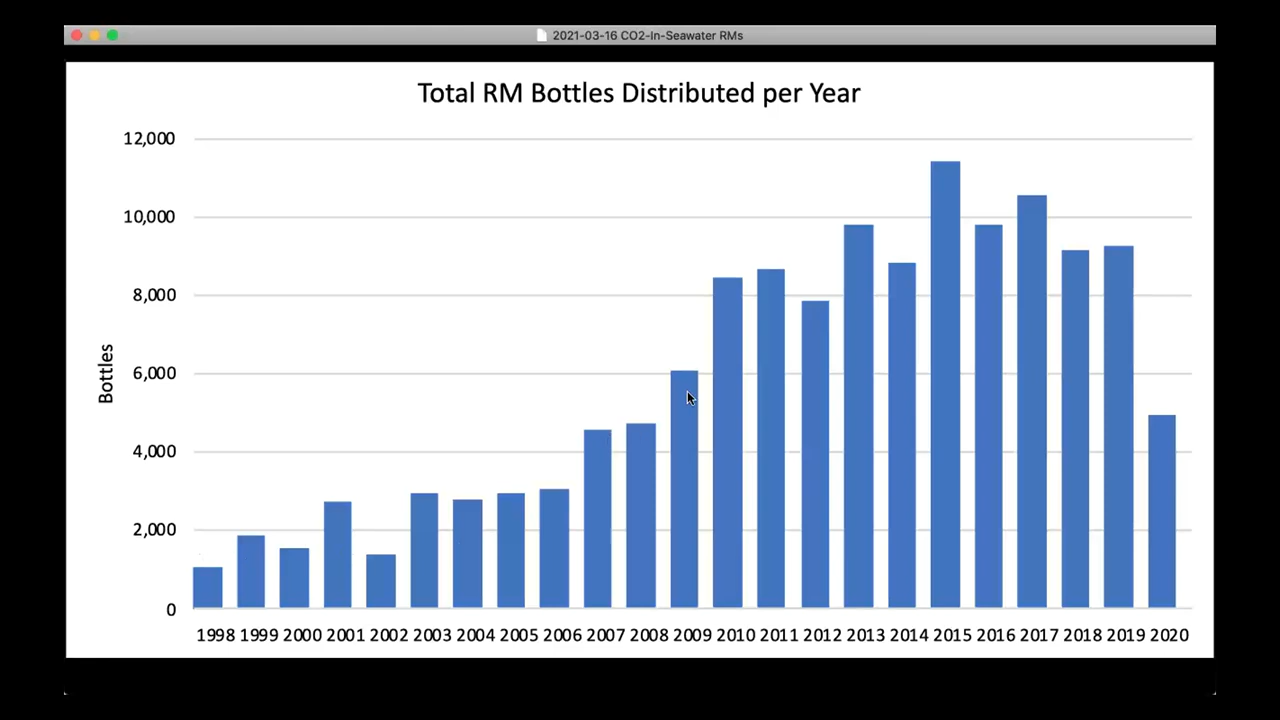 2021-03-16 CO2-In-Seawater RMs
Total RM Bottles Distributed per Year
12,000
10,000
8,000
6,000
4,000
2,000
0
Bottles
1998 1999 2000 2001 2002 2003 2004 2005 2006 2007 2008 2009 2010 2011 2012 2013 2014 2015 2016 2017 2018 2019 2020